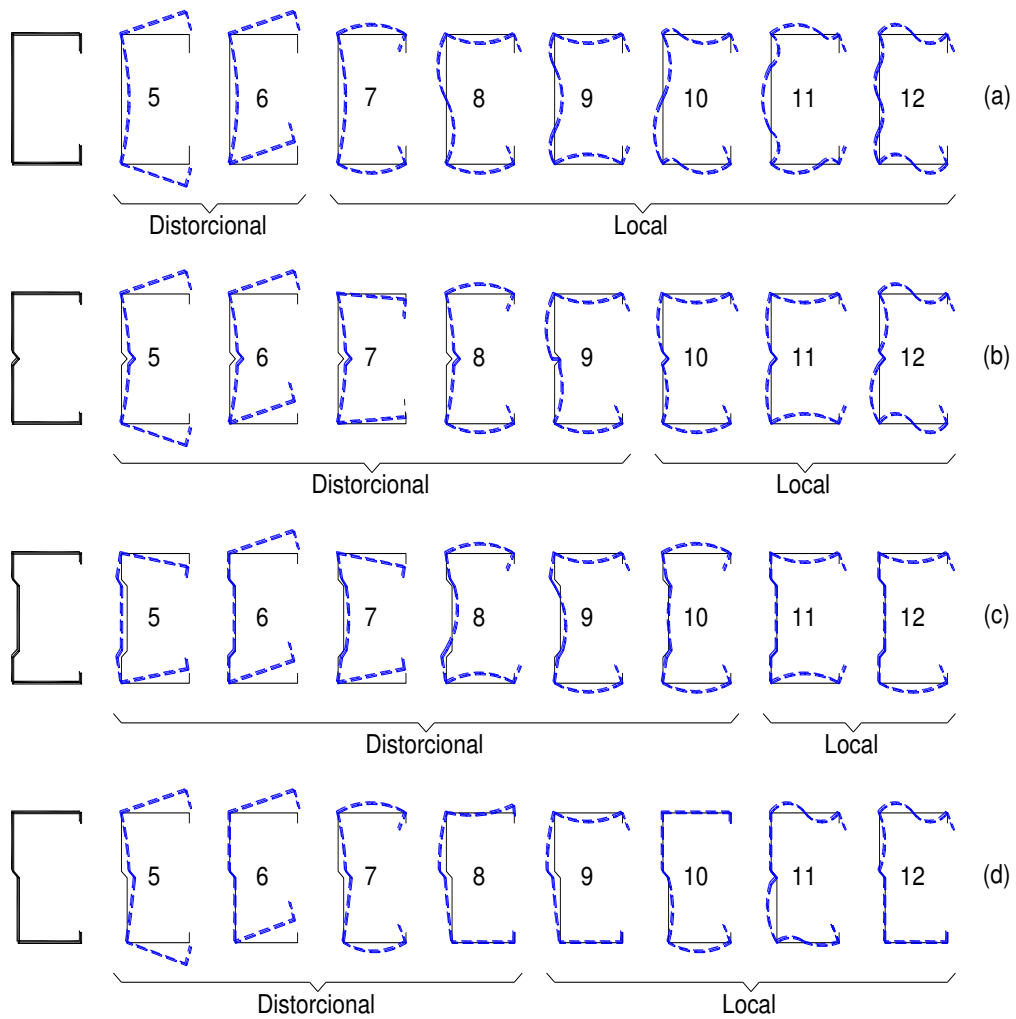 5 6 7 8 9 10 11 12 (a)
Distorcional Local
5 6 7 8 9 10 11 12 (b)
Distorcional Local
5 6 7 8 9 10 11 12 (c)
Distorcional Local
5 6 7 8 9 10 11 12 (d)
Distorcional Local